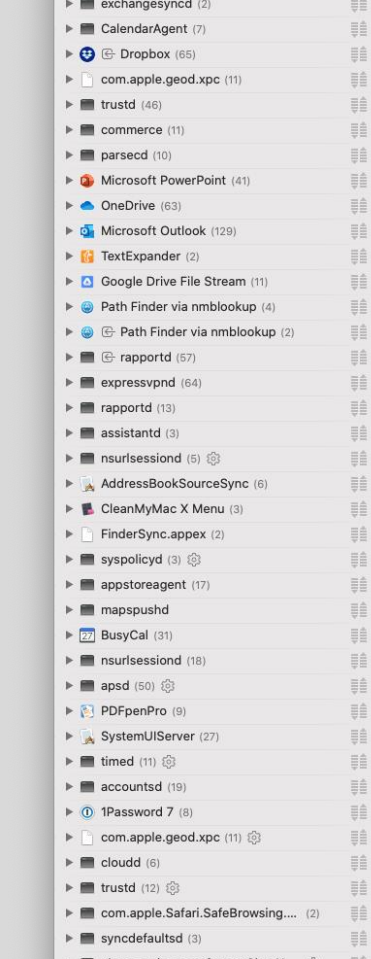 exchangesyncd (2)
CalendarAgent (7)
Dropbox (65)
com.apple.geod.xpc (11)
trustd (46)
commerce (11)
parsecd (10)
Microsoft PowerPoint (41)
OneDrive (63)
Microsoft Outlook (129)
TextExpander (2)
Google Drive File Stream (11)
Path Finder via nmblookup (4)
Path Finder via nmblookup (2)
rapportd (57)
expressvpnd (64)
rapportd (13)
assistantd (3)
nsurlsessiond (5)
AddressBookSourceSync (6)
CleanMyMac X Menu (3)
FinderSync.appex (2)
syspolicyd (3)
appstoreagent (17)
mapspushd
27 BusyCal (31)
nsurlsessiond (18)
apsd (50)
PDFpenPro (9)
SystemUIServer (27)
timed (11)
accountsd (19)
1Password 7 (8)
com.apple.geod.xpc (11)
cloudd (6)
trustd (12)
com.apple.Safari.SafeBrowsing.... (2)
syncdefaultsd (3)